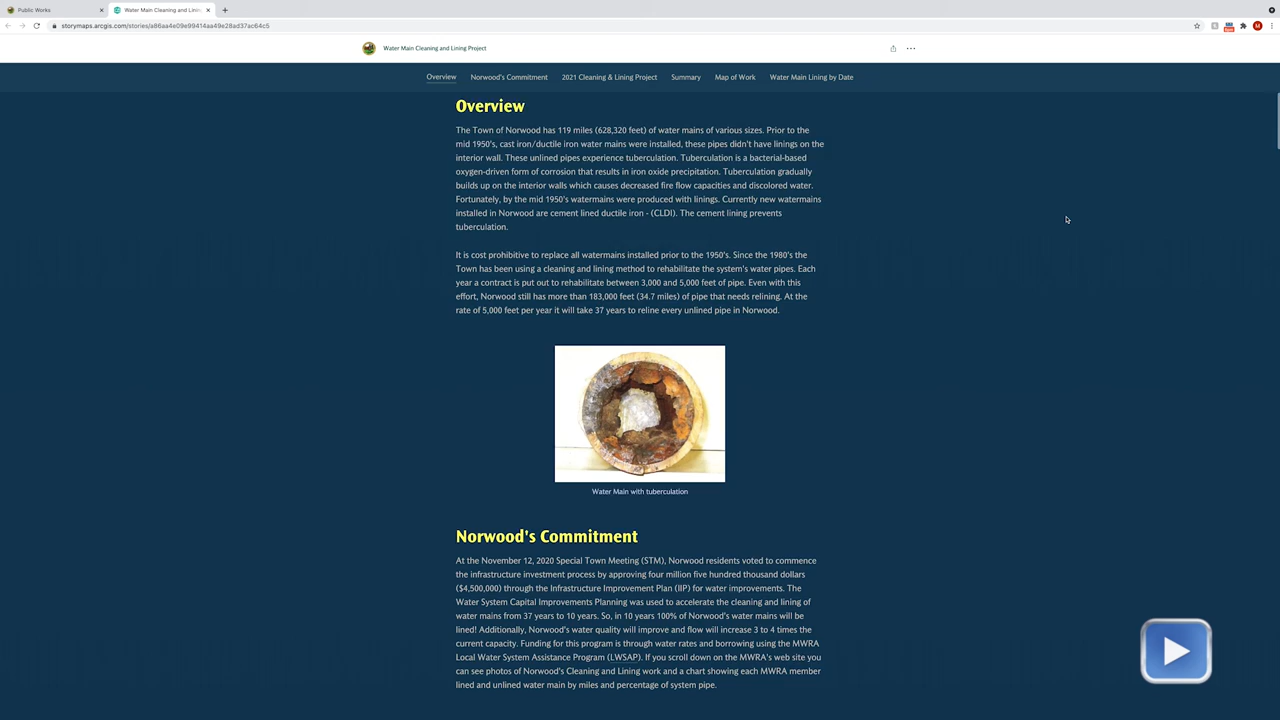 Public Works
Water Main Cleaning and Linin
storymaps.arcgis.com/stories/a86aa4e09e99414aa49e28ad37ac64c5
Water Main Cleaning and Lining Project
Overview
Norwood's Commitment
2021 Cleaning & Lining Project
Summary
Map of Work
Water Main Lining by Date
Overview
The Town of Norwood has 119 miles (628,320 feet) of water mains of various sizes. Prior to the
mid 1950's, cast iron/ductile iron water mains were installed, these pipes didn't have linings on the
interior wall. These unlined pipes experience tuberculation. Tuberculation is a bacterial-based
oxygen-driven form of corrosion that results in iron oxide precipitation. Tuberculation gradually
builds up on the interior walls which causes decreased fire flow capacities and discolored water.
Fortunately, by the mid 1950's watermains were produced with linings. Currently new watermains
installed in Norwood are cement lined ductile iron - (CLDI). The cement lining prevents
tuberculation.
It is cost prohibitive to replace all watermains installed prior to the 1950's. Since the 1980's the
Town has been using a cleaning and lining method to rehabilitate the system's water pipes. Each
year a contract is put out to rehabilitate between 3,000 and 5,000 feet of pipe. Even with this
effort, Norwood still has more than 183,000 feet (34.7 miles) of pipe that needs relining. At the
rate of 5,000 feet per year it will take 37 years to reline every unlined pipe in Norwood.
Water Main with tuberculation
Norwood's Commitment
At the November 12, 2020 Special Town Meeting (STM), Norwood residents voted to commence
the infrastructure investment process by approving four million five hundred thousand dollars
($4,500,000) through the Infrastructure Improvement Plan (IIP) for water improvements. The
Water System Capital Improvements Planning was used to accelerate the cleaning and lining of
water mains from 37 years to 10 years. So, in 10 years 100% of Norwood's water mains will be
lined! Additionally, Norwood's water quality will improve and flow will increase 3 to 4 times the
current capacity. Funding for this program is through water rates and borrowing using the MWRA
Local Water System Assistance Program (LWSAP). If you scroll down on the MWRA's web site you
can see photos of Norwood's Cleaning and Lining work and a chart showing each MWRA member
lined and unlined water main by miles and percentage of system pipe.